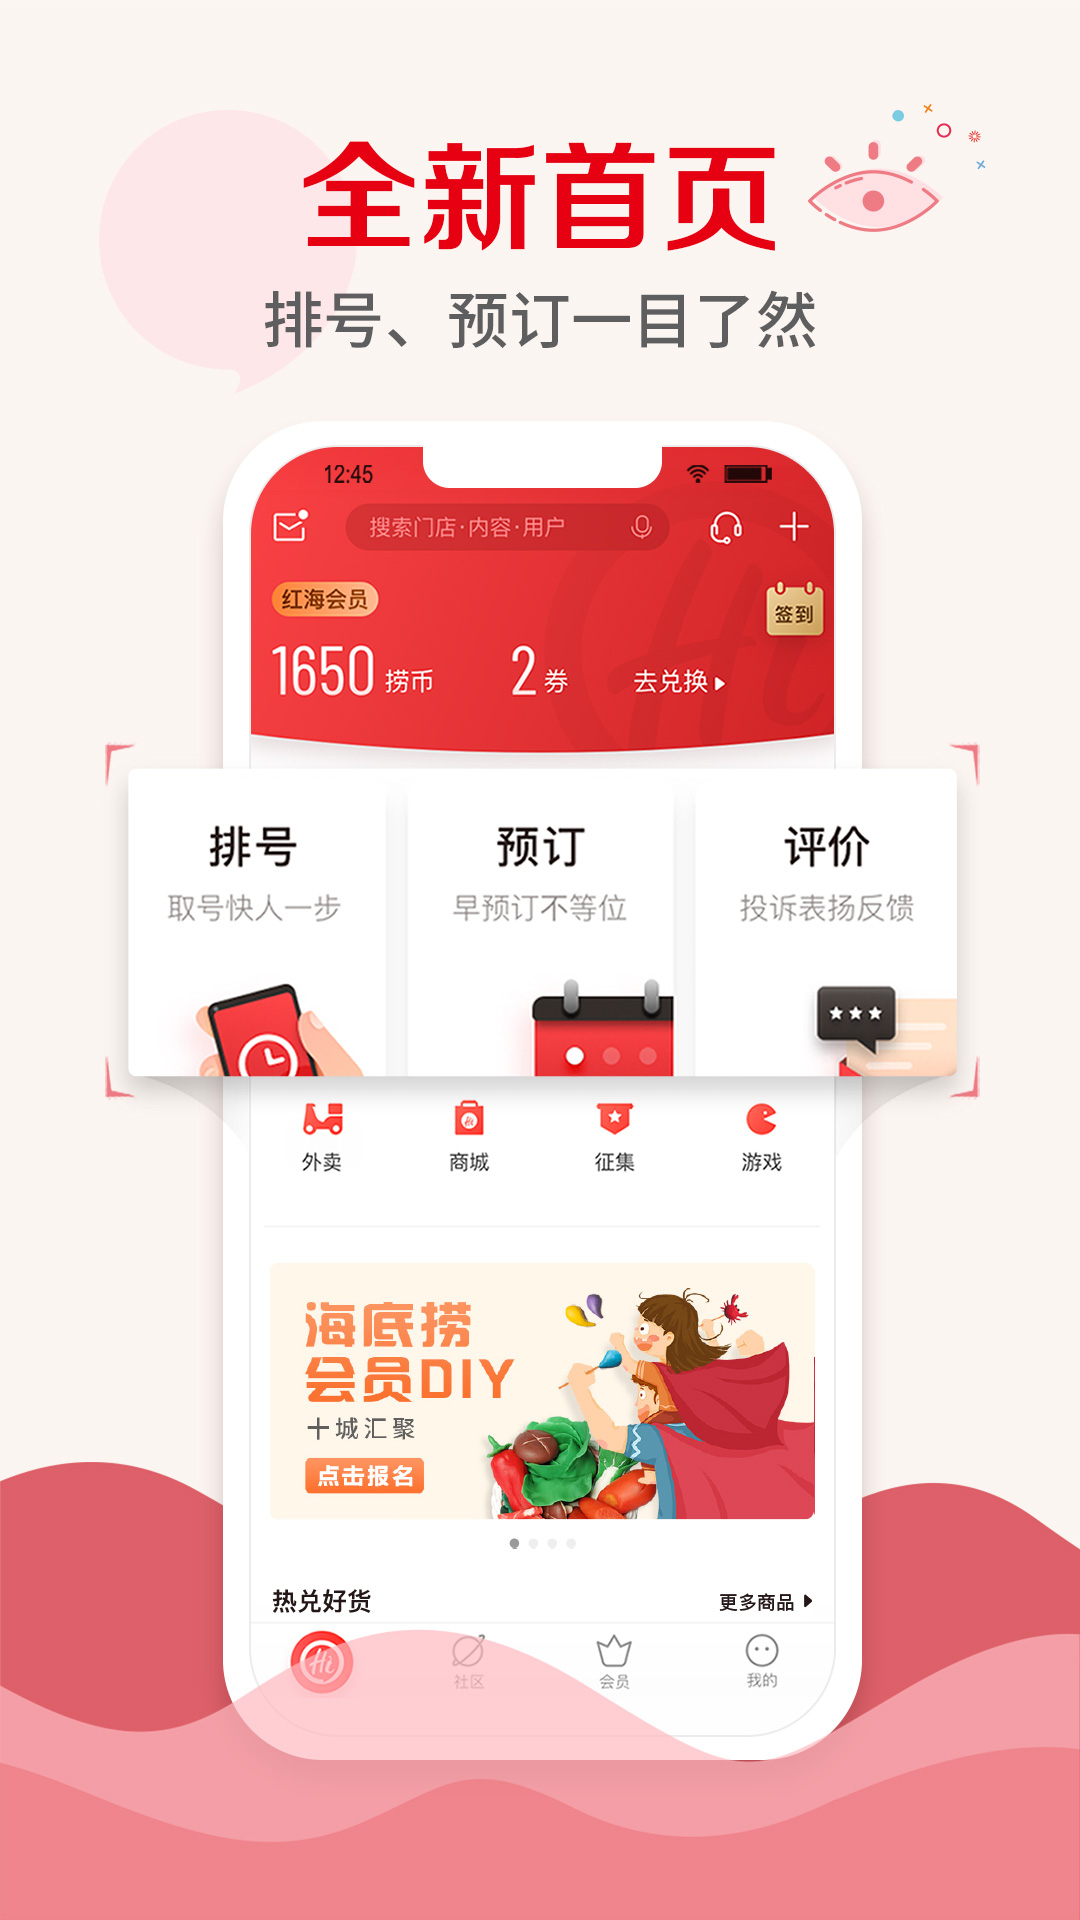 全新首页
排号、预订一目了然
12:45
搜索门店·内容·用户
红海会员
签到
1650 捞币 2 券 去兑换
排号 预订 评价
取号快人一步 早预订不等位 投诉表扬反馈
外卖 商城 征集 游戏
海底捞
会员DIY
十城汇聚
点击报名
热兑好货 更多商品
Hi
社区 会员 我的